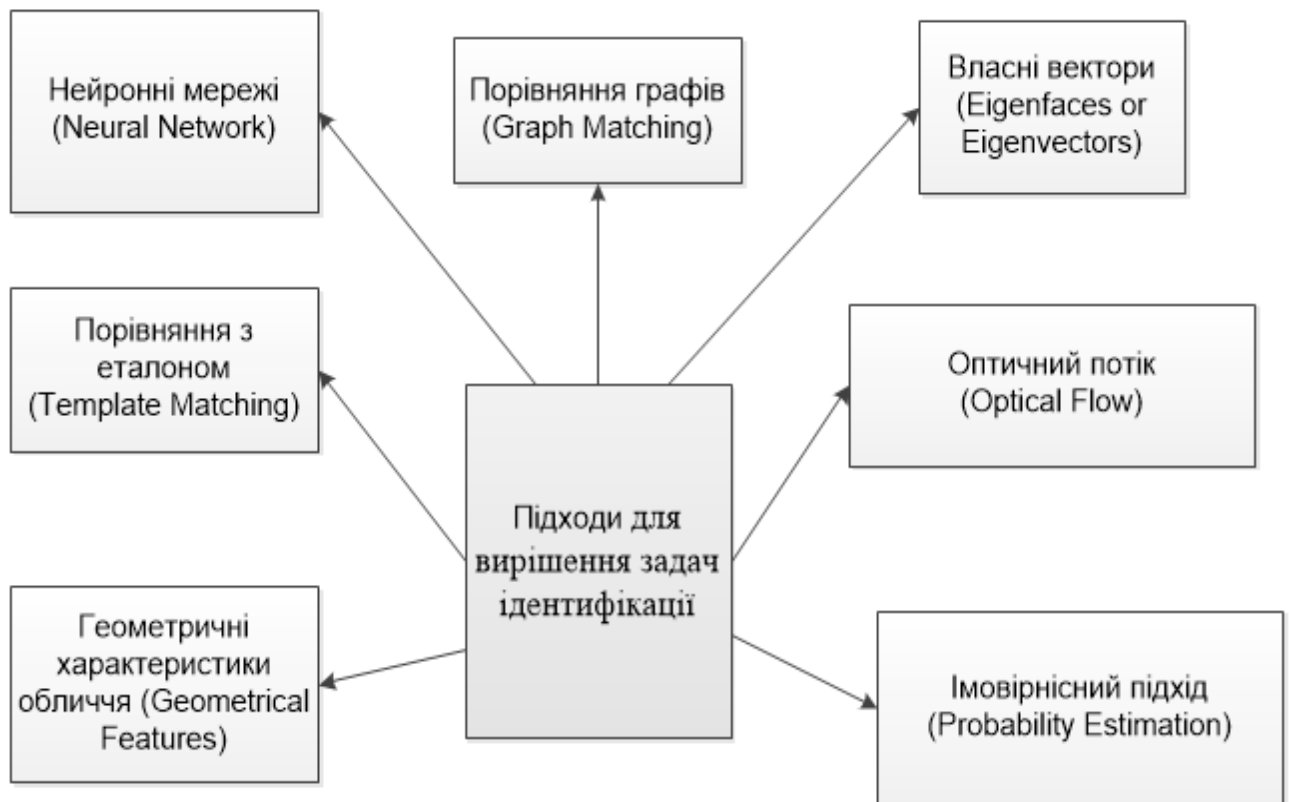 Нейронні мережі
(Neural Network)
Порівняння графів
(Graph Matching)
Власні вектори
(Eigenfaces or
Eigenvectors)
Порівняння з
еталоном
(Template Matching)
Оптичний потік
(Optical Flow)
Підходи для
вирішення задач
ідентифікації
Геометричні
характеристики
обличчя (Geometrical
Features)
Імовірнісний підхід
(Probability Estimation)